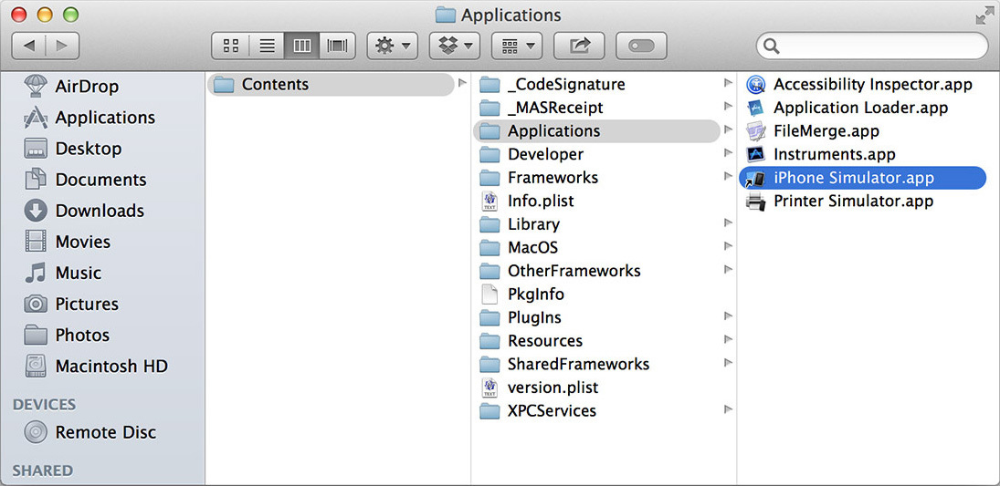 Applications
AirDrop
Applications
Desktop
Documents
Downloads
Movies
Music
Pictures
Photos
Macintosh HD
DEVICES
Remote Disc
SHARED
Contents
_CodeSignature
_MASReceipt
Applications
Developer
Frameworks
Info.plist
Library
MacOS
OtherFrameworks
PkgInfo
PlugIns
Resources
SharedFrameworks
version.plist
XPCServices
Accessibility Inspector.app
Application Loader.app
FileMerge.app
Instruments.app
iPhone Simulator.app
Printer Simulator.app